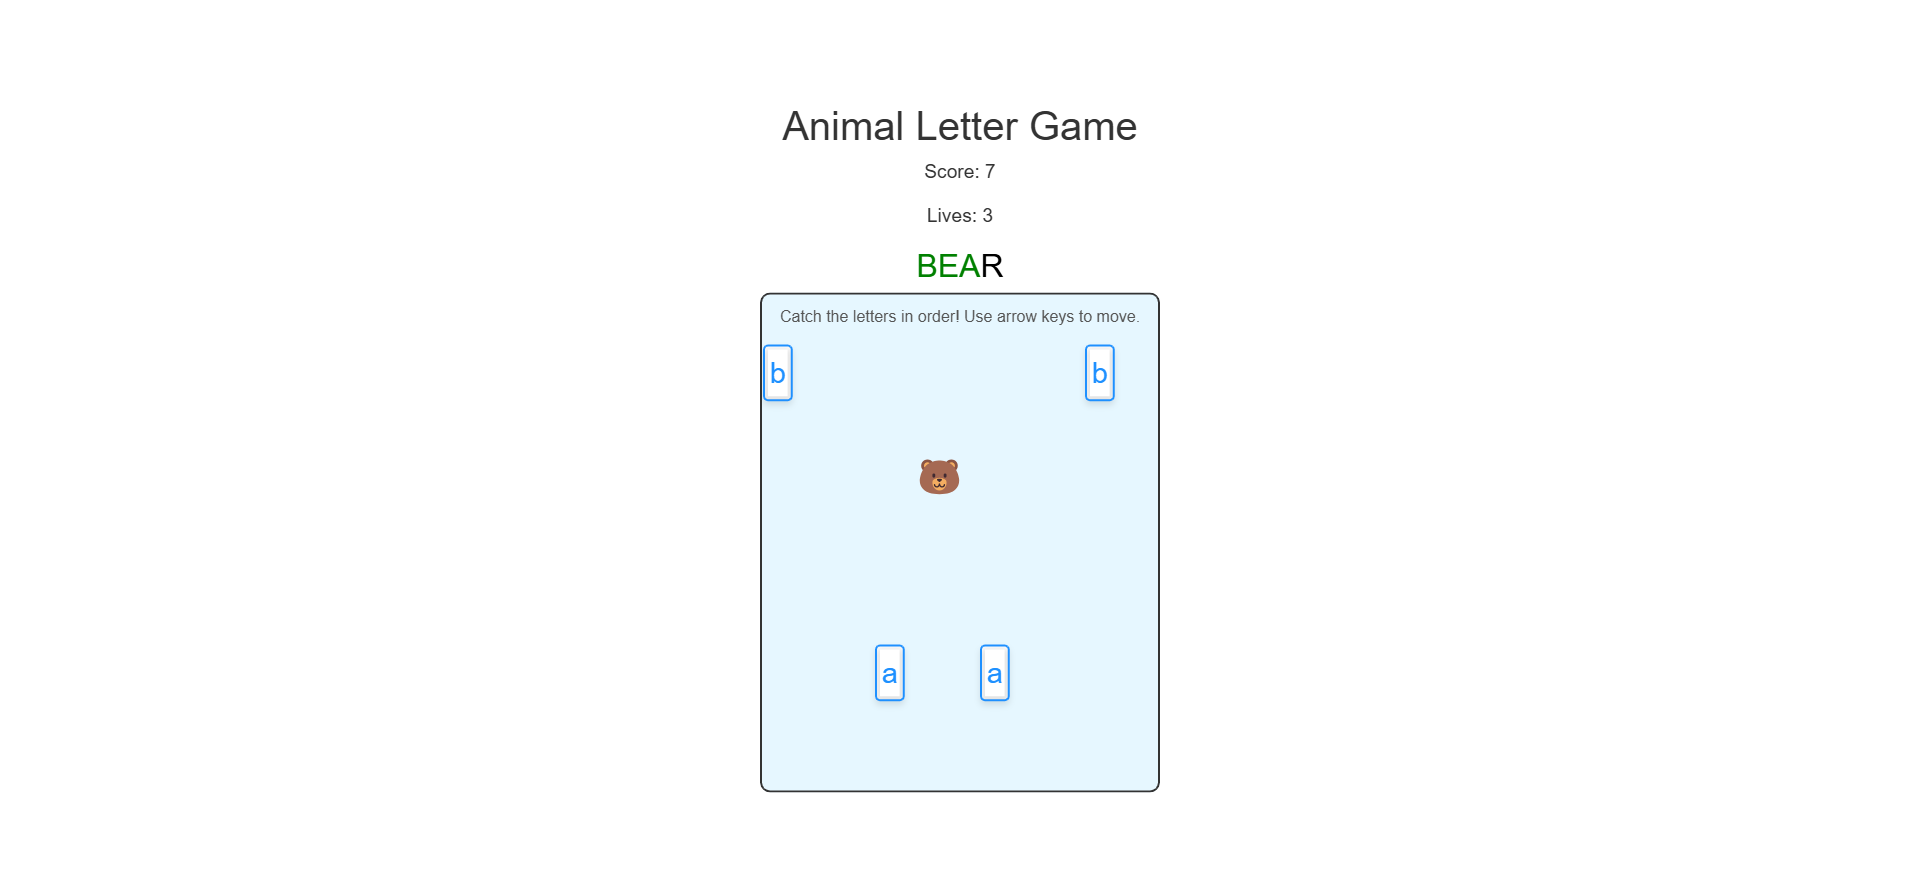 Animal Letter Game
Score: 7
Lives: 3
BEAR
Catch the letters in order! Use arrow keys to move.
b b
a a